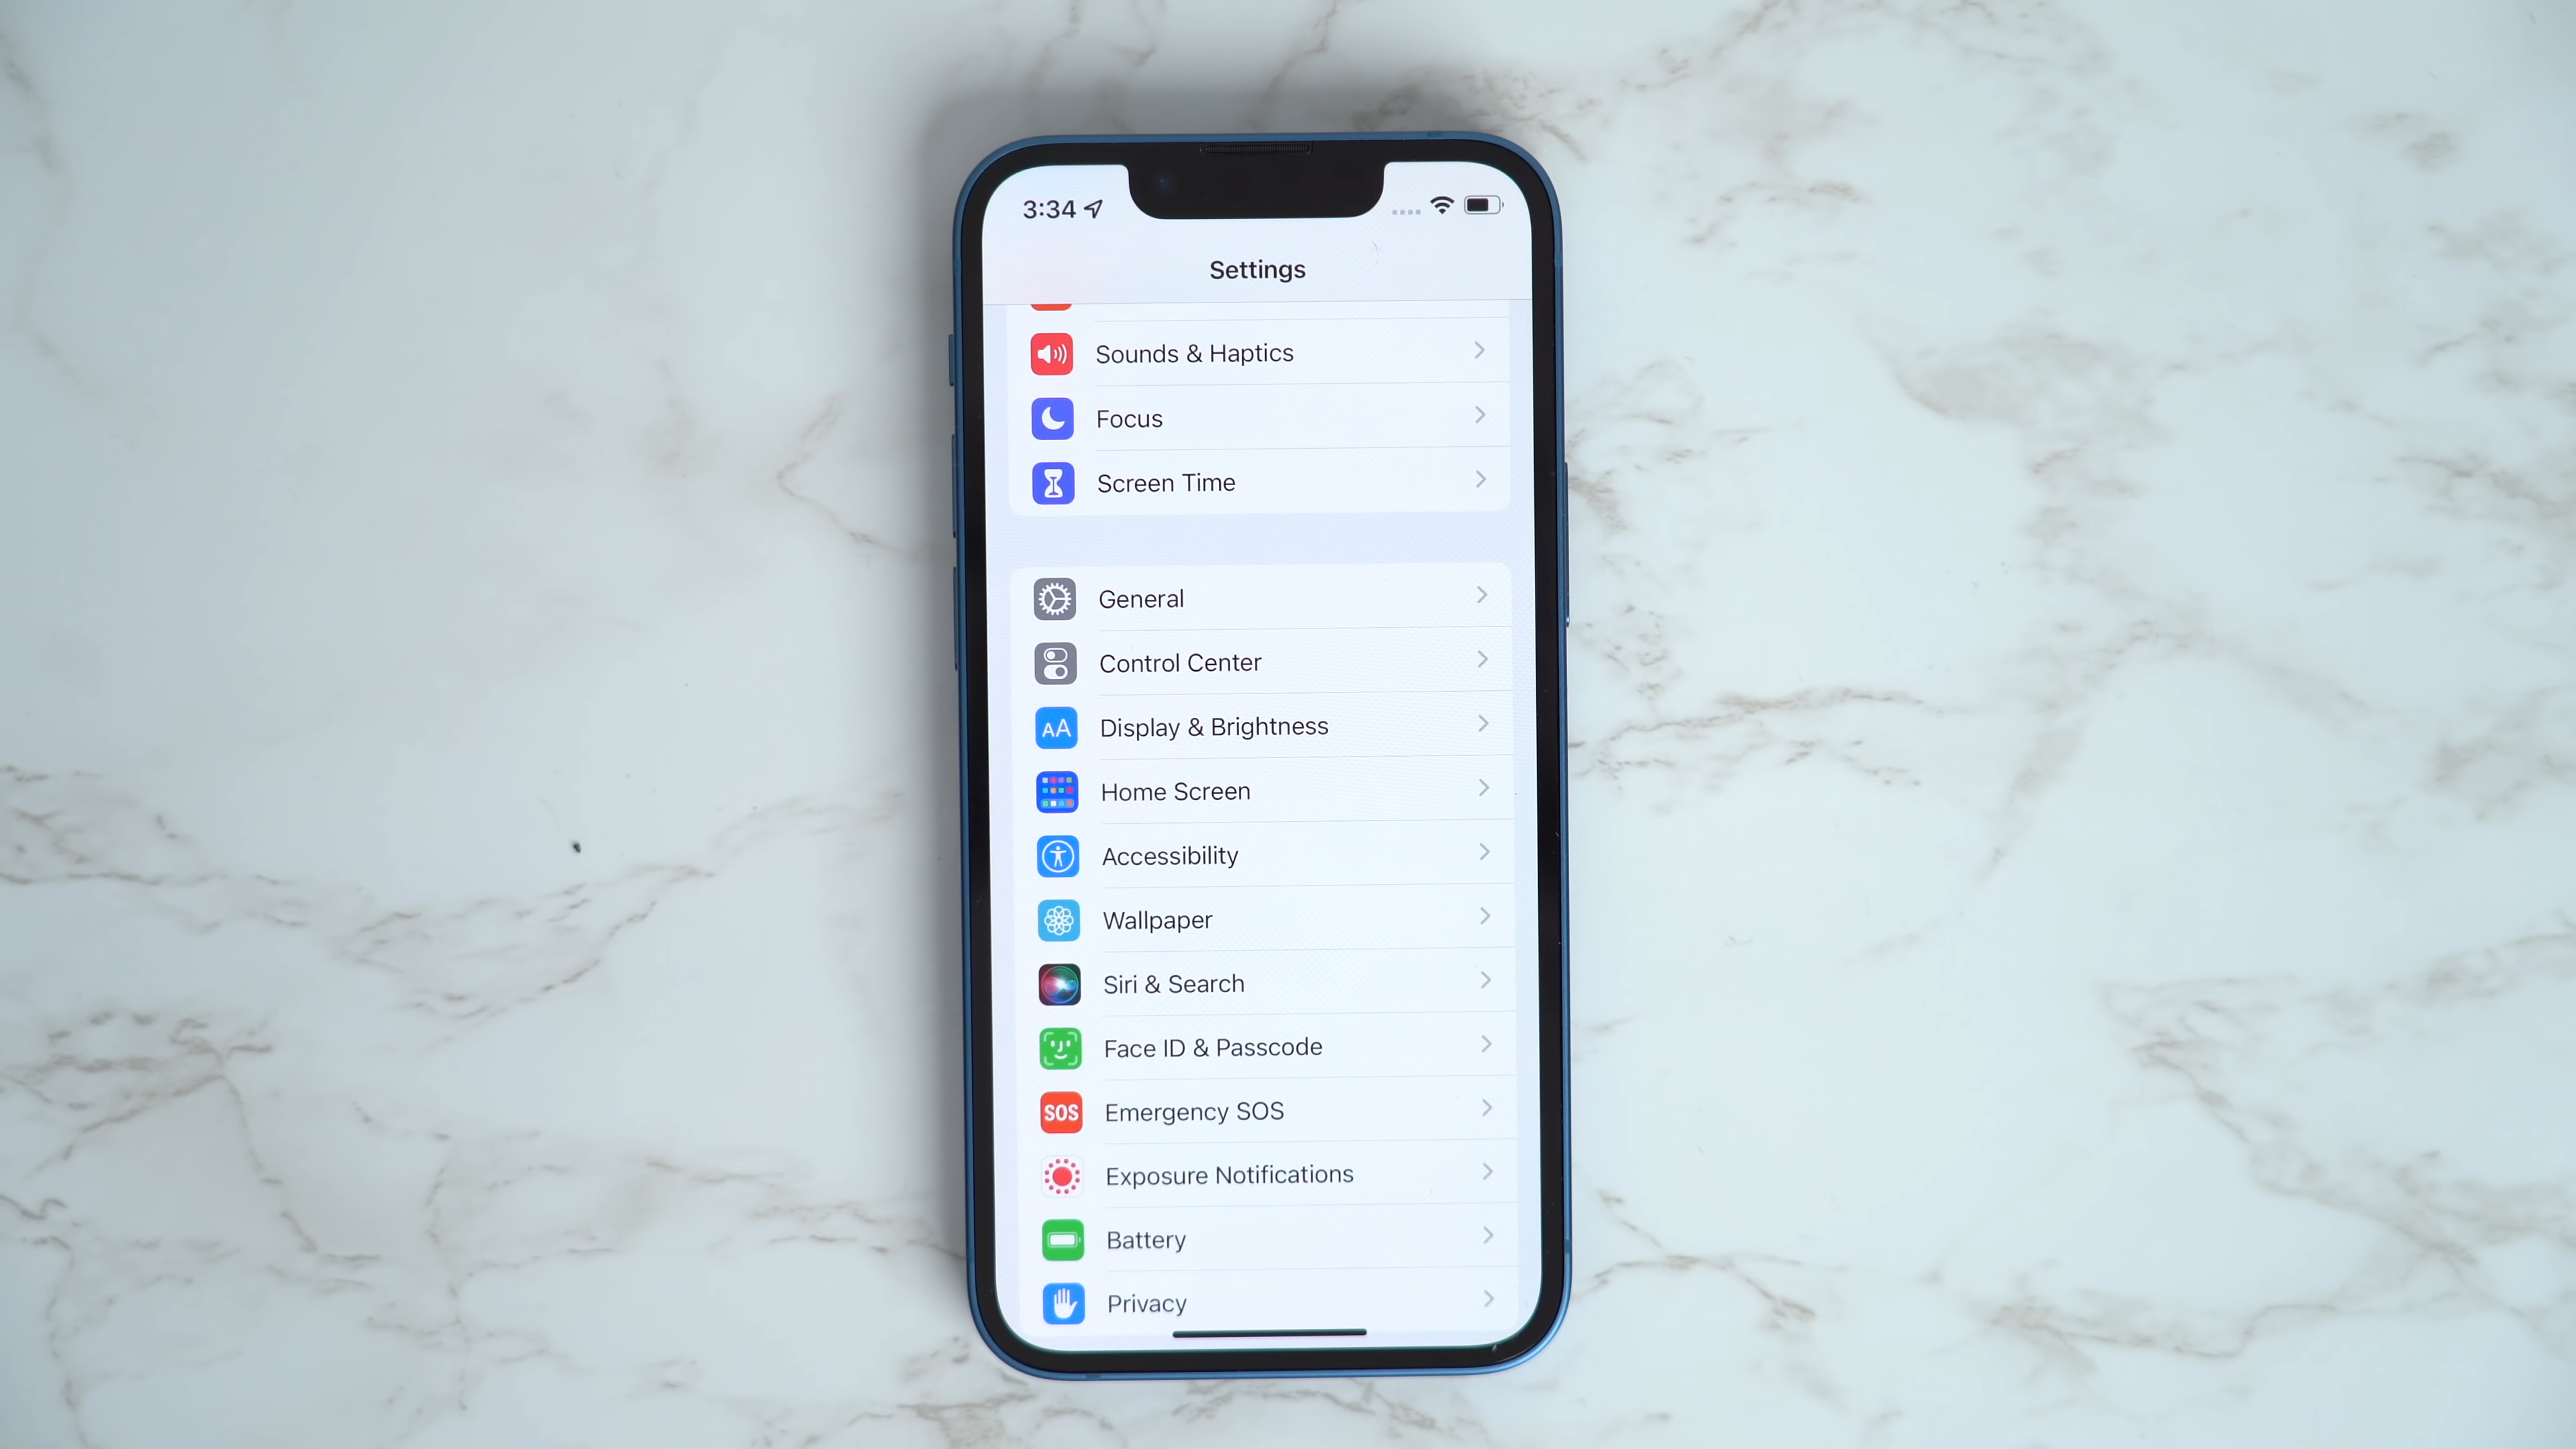 3:34
Settings
Sounds & Haptics
Focus
Screen Time
General
Control Center
AA Display & Brightness
Home Screen
Accessibility
Wallpaper
Siri & Search
Face ID & Passcode
SOS Emergency SOS
Exposure Notifications
Battery
Privacy